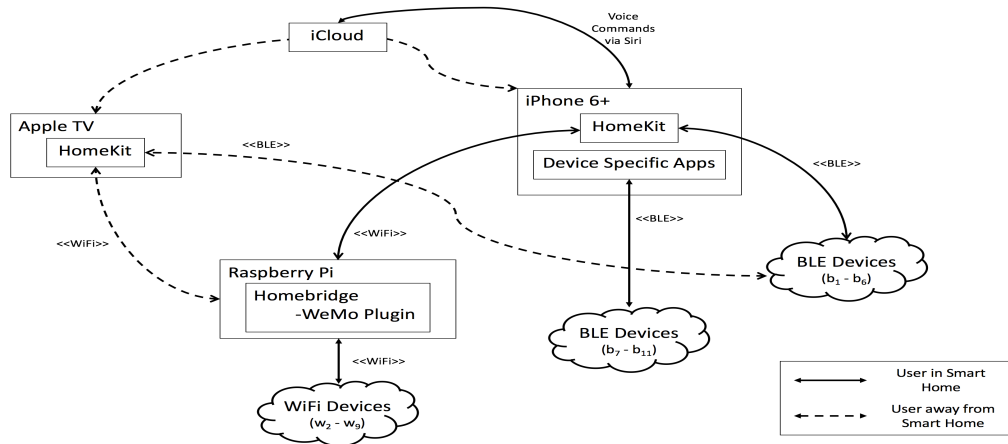 Voice
Commands
via Siri
iCloud
iPhone 6+
HomeKit
Device Specific Apps
Apple TV
HomeKit
<<BLE>>
<<BLE>>
<<BLE>>
<<WiFi>>
<<WiFi>>
BLE Devices
(b₁ - b₆)
Raspberry Pi
Homebridge
-WeMo Plugin
BLE Devices
(b₇ - b₁₁)
<<WiFi>>
WiFi Devices
(w₂ - w₉)
User in Smart
Home
User away from
Smart Home